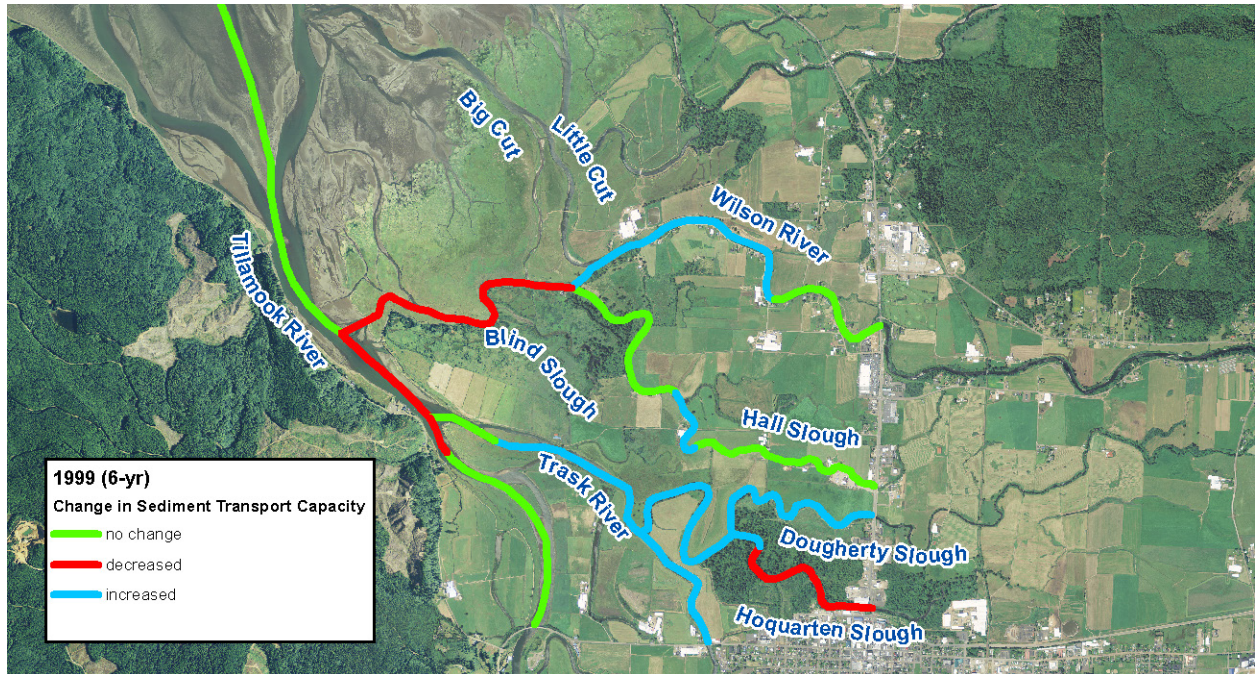 Big Cut
Little Cut
Wilson River
Tillamook River
Blind Slough
Hall Slough
Trask River
Dougherty Slough
Hoquarten Slough
1999 (6-yr)
Change in Sediment Transport Capacity
no change
decreased
increased